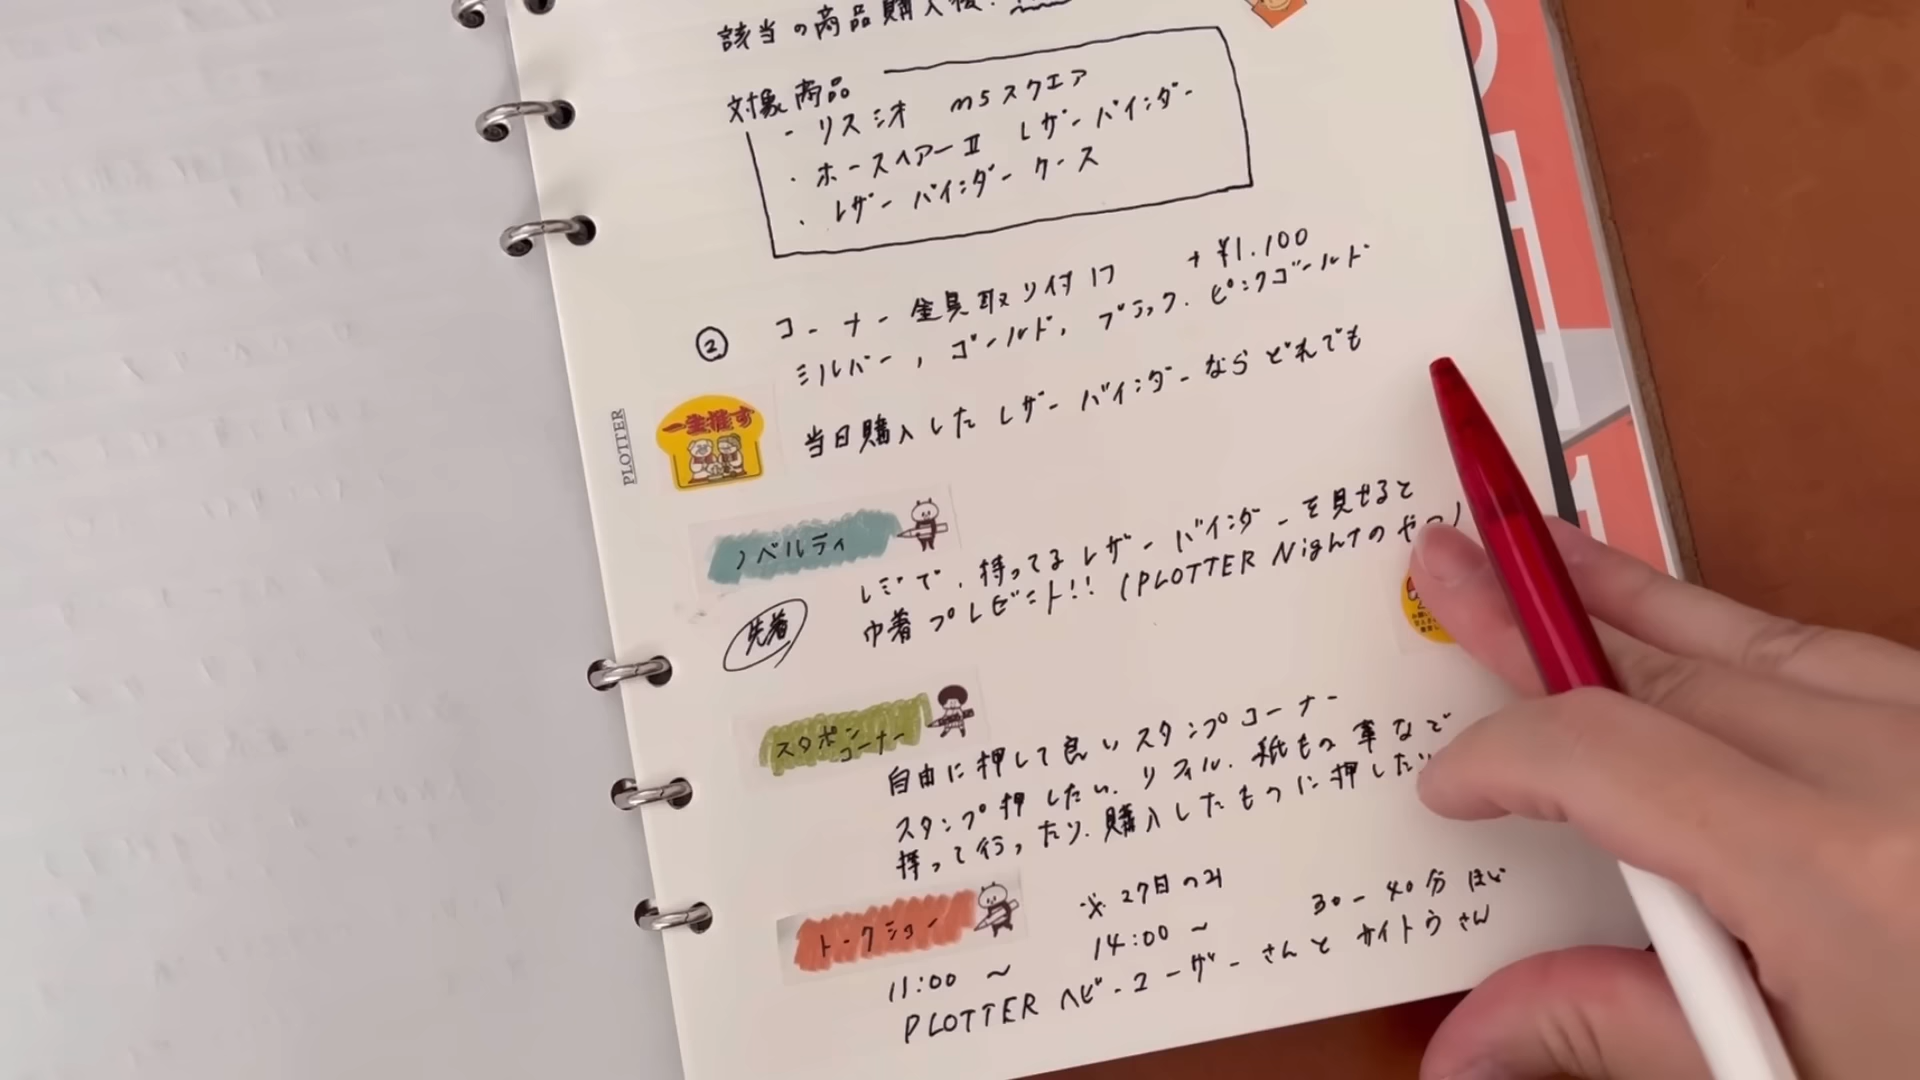 該当の商品購入後.
対象商品
- リスシオ m5スクエア
・ホースヘアーⅡ レザーバインダー
・レザーバインダーケース
② コーナー金具取り付け +¥1.100
シルバー, ゴールド, ブラック. ピンクゴールド
当日購入したレザーバインダーならどれでも
PLOTTER
一生推す
ノベルティ
レジで, 持ってるレザーバインダーを見せると
巾着プレゼント!! (PLOTTER Nightのやつ)
先着
スタポン
コーナー
自由に押して良いスタンプコーナー
スタンプ押したい, リフィル, 紙もの 革など
持って行ったり, 購入したものに押したい
トークショー
※27日のみ
11:00〜 14:00〜 30-40分ほど
PLOTTERヘビーユーザーさんとサイトウさん